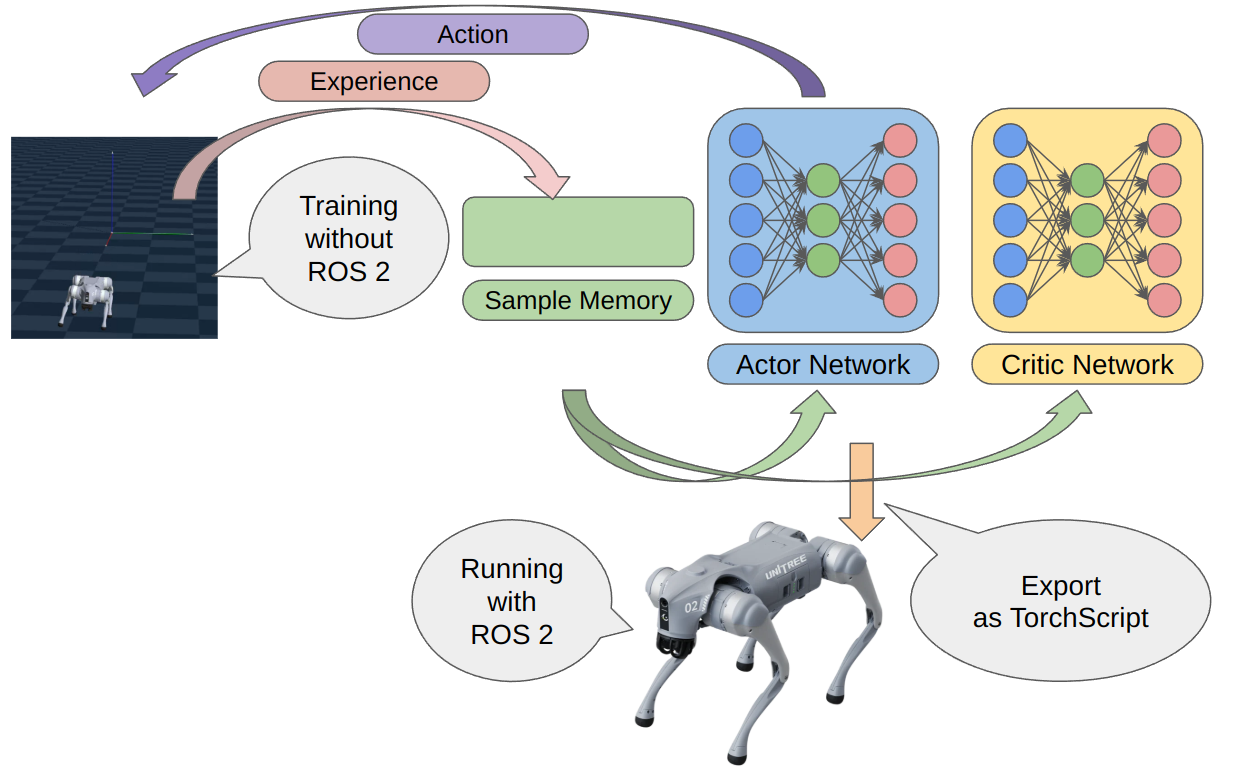 Action
Experience
Training
without
ROS 2
Sample Memory
Actor Network
Critic Network
Running
with
ROS 2
UNITREE
02
Export
as TorchScript